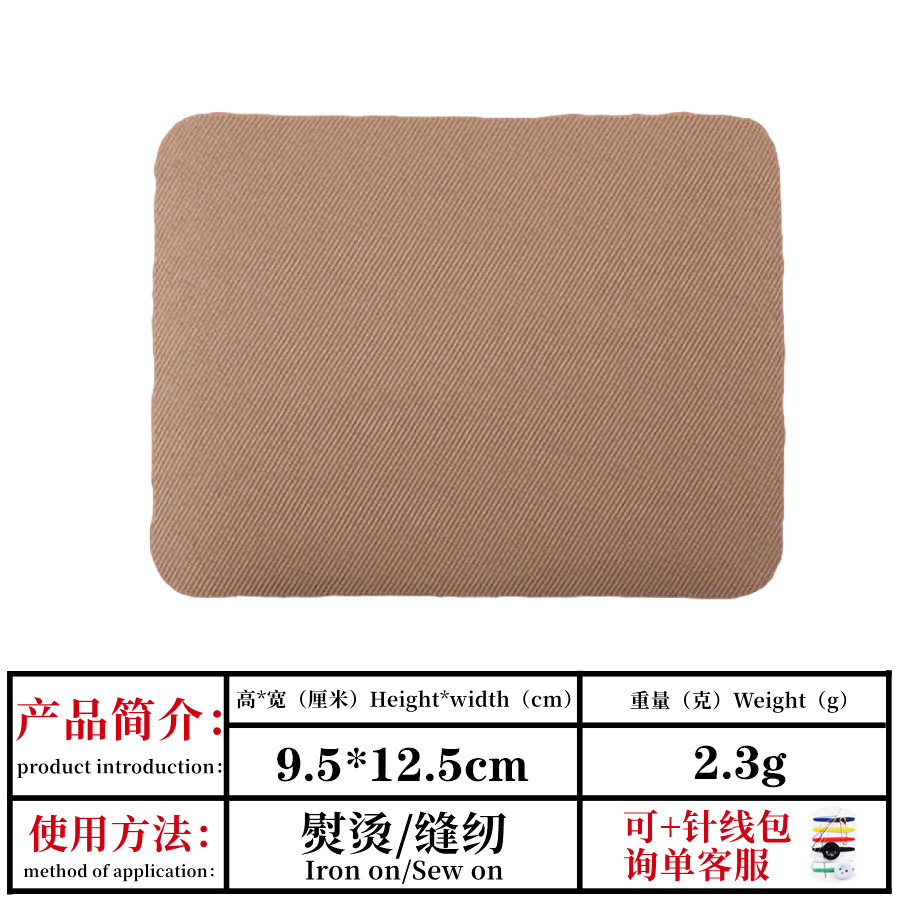 产品简介：
product introduction：
高*宽（厘米）Height*width（cm）
重量（克）Weight（g）
9.5*12.5cm
2.3g
使用方法：
method of application：
熨烫/缝纫
Iron on/Sew on
可+针线包
询单客服